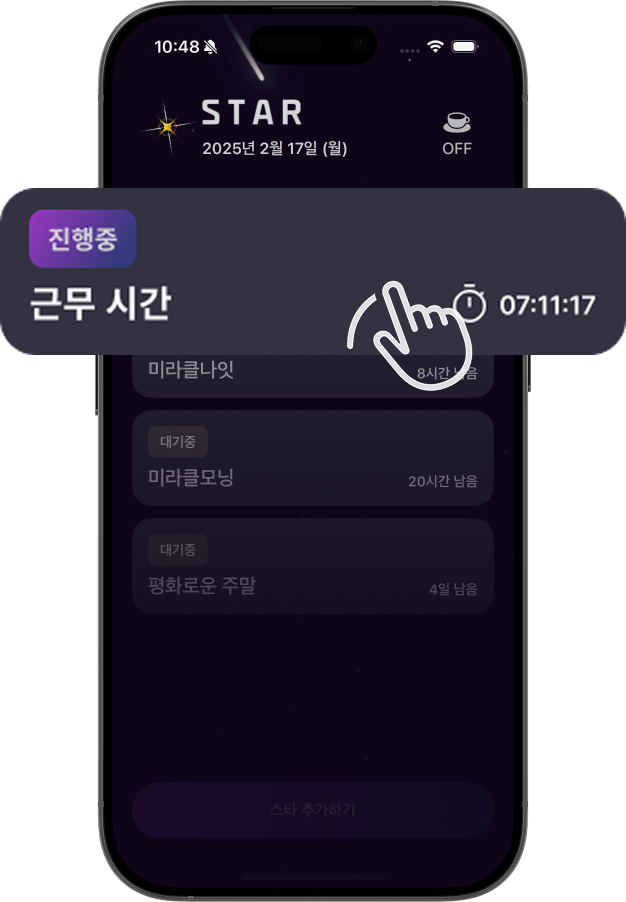 10:48
STAR
2025년 2월 17일 (월)
OFF
진행중
근무 시간
07:11:17
미라클나잇
8시간 남음
대기중
미라클모닝
20시간 남음
대기중
평화로운 주말
4일 남음
스타 추가하기